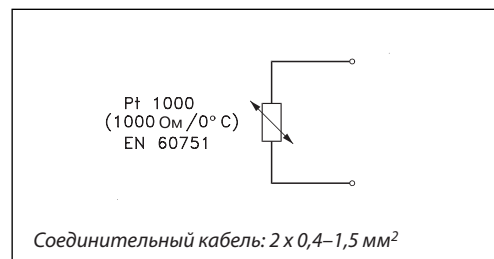 Pt 1000
(1000 Ом /0° C)
EN 60751
Соединительный кабель: 2 x 0,4–1,5 мм²